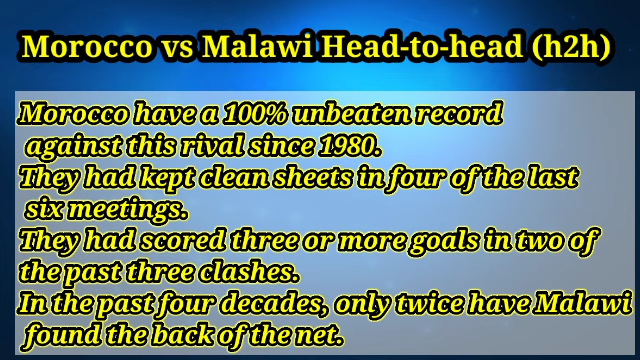 Morocco vs Malawi Head-to-head (h2h)
Morocco have a 100% unbeaten record
against this rival since 1980.
They had kept clean sheets in four of the last
six meetings.
They had scored three or more goals in two of
the past three clashes.
In the past four decades, only twice have Malawi
found the back of the net.